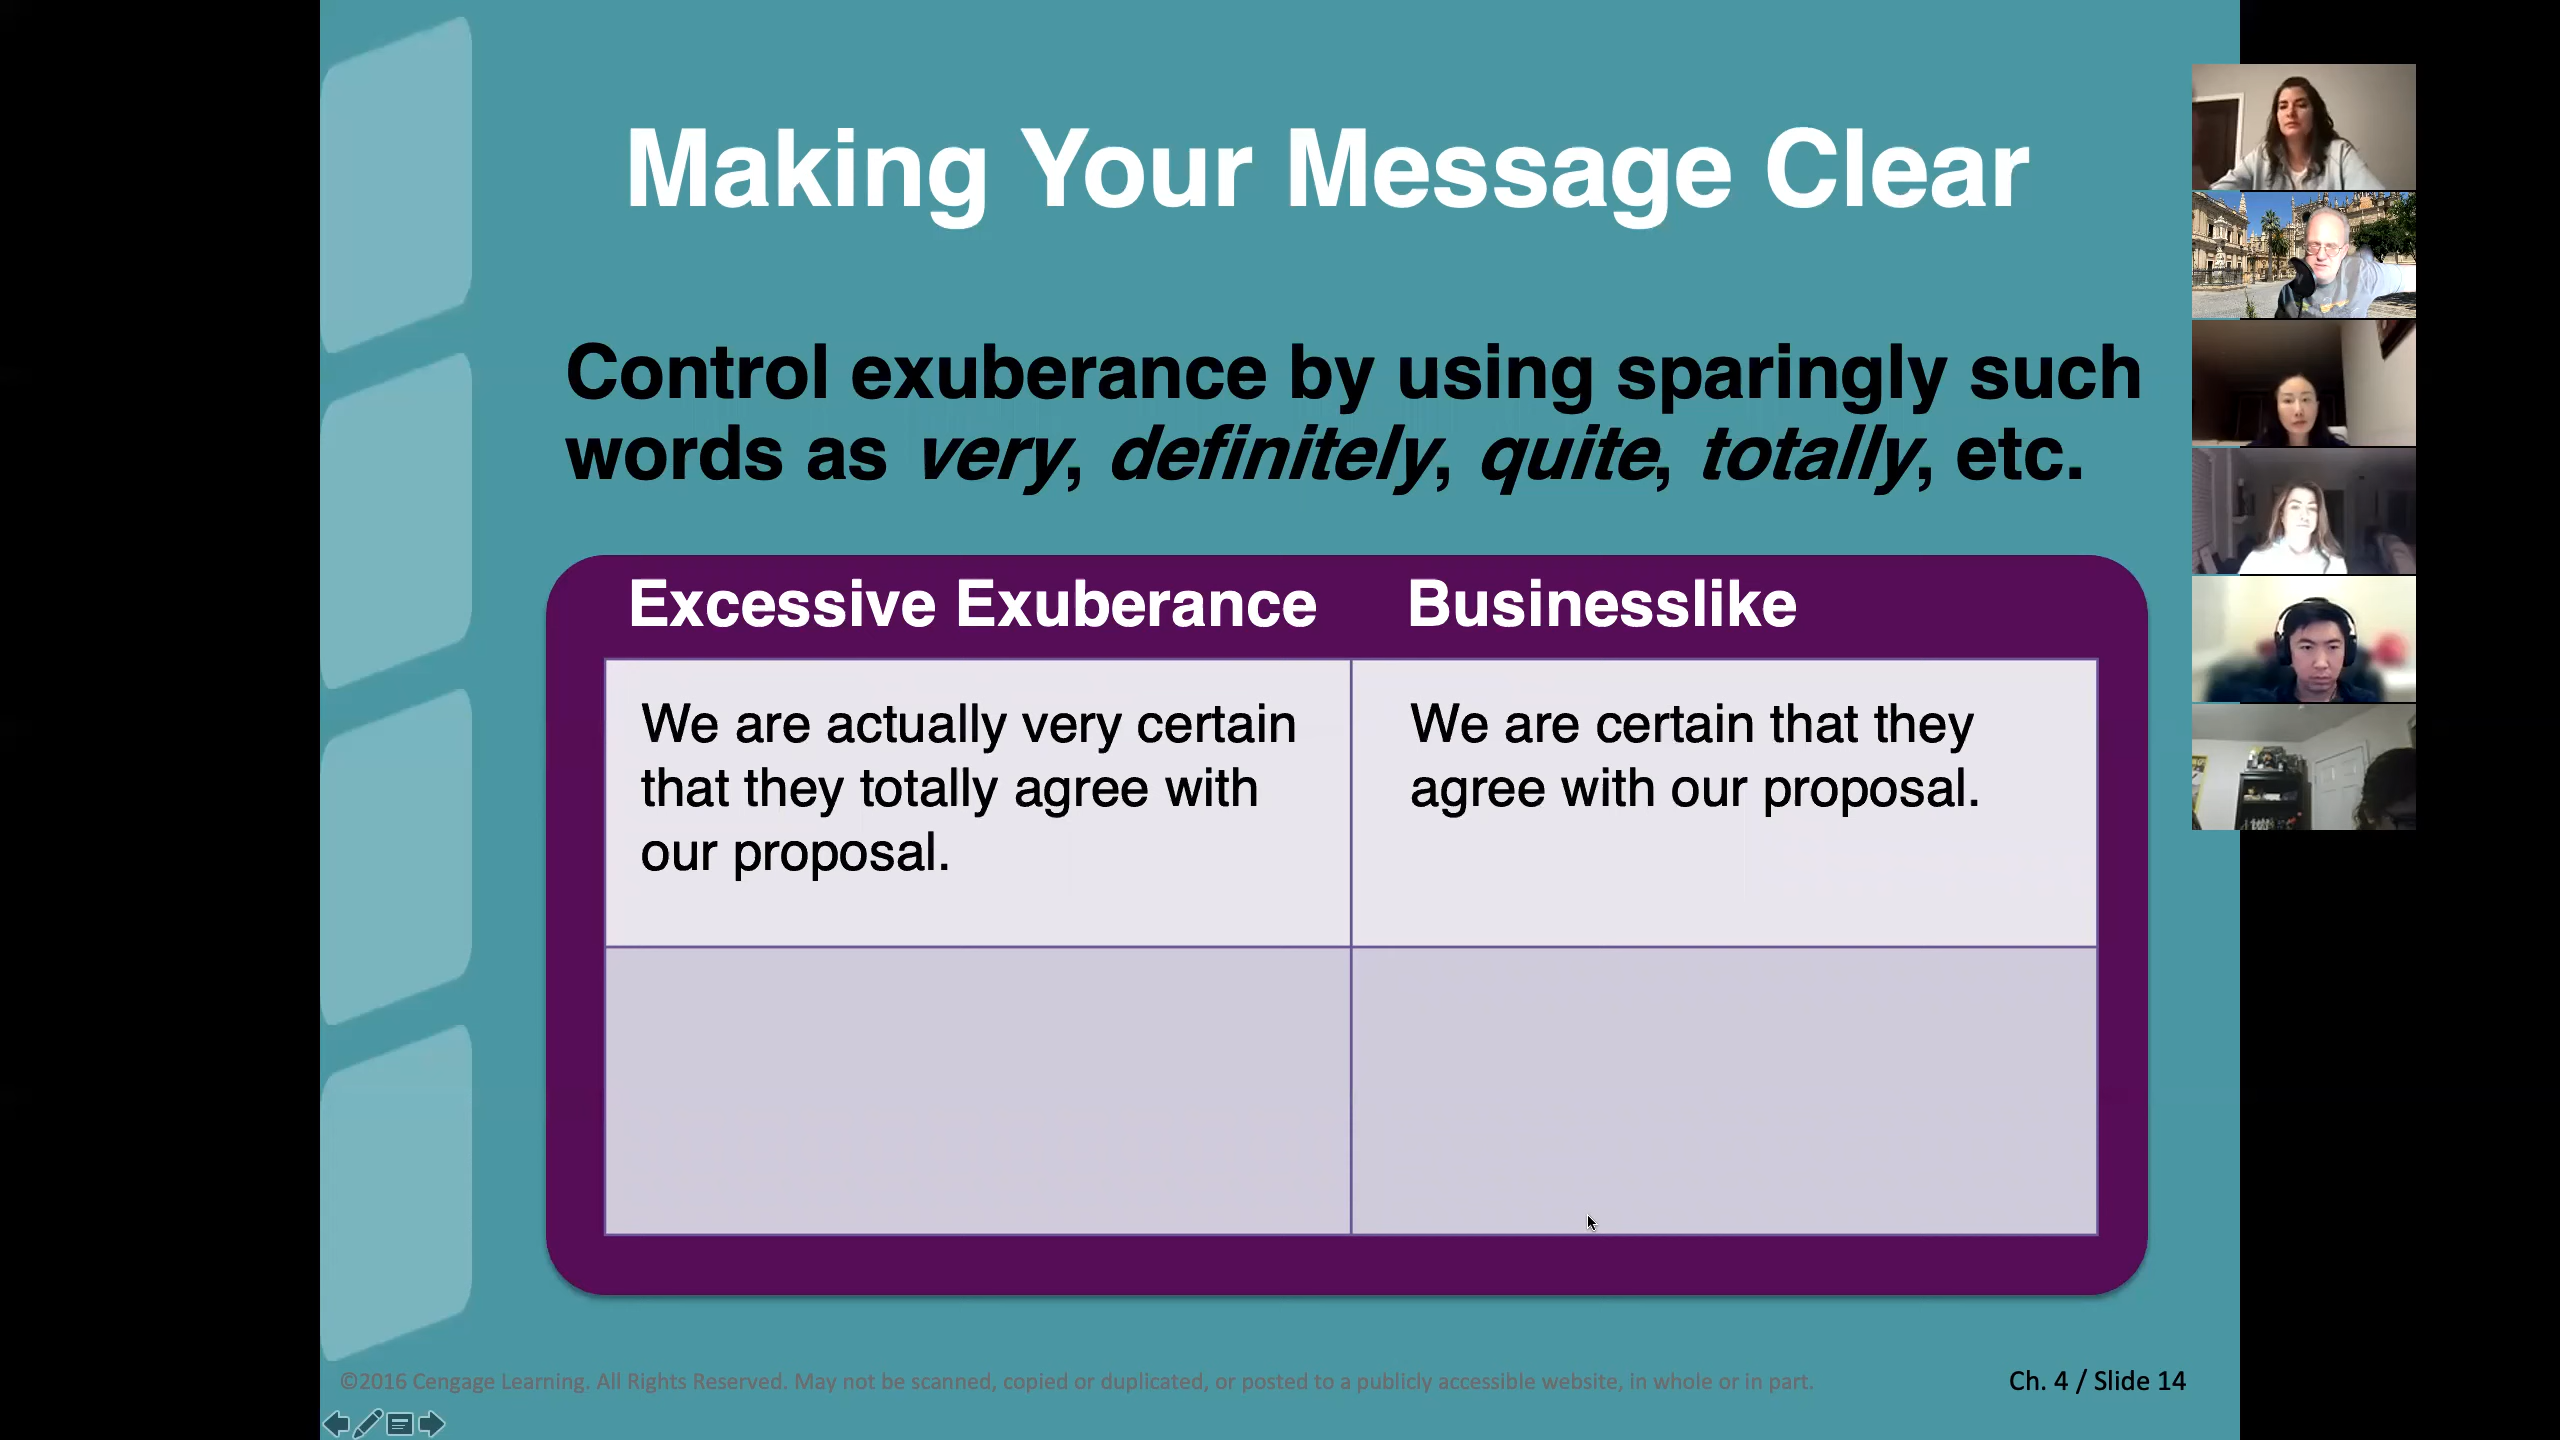 Making Your Message Clear
Control exuberance by using sparingly such
words as very, definitely, quite, totally, etc.
Excessive Exuberance
Businesslike
We are actually very certain
that they totally agree with
our proposal.
We are certain that they
agree with our proposal.
©2016 Cengage Learning. All Rights Reserved. May not be scanned, copied or duplicated, or posted to a publicly accessible website, in whole or in part.
Ch. 4 / Slide 14